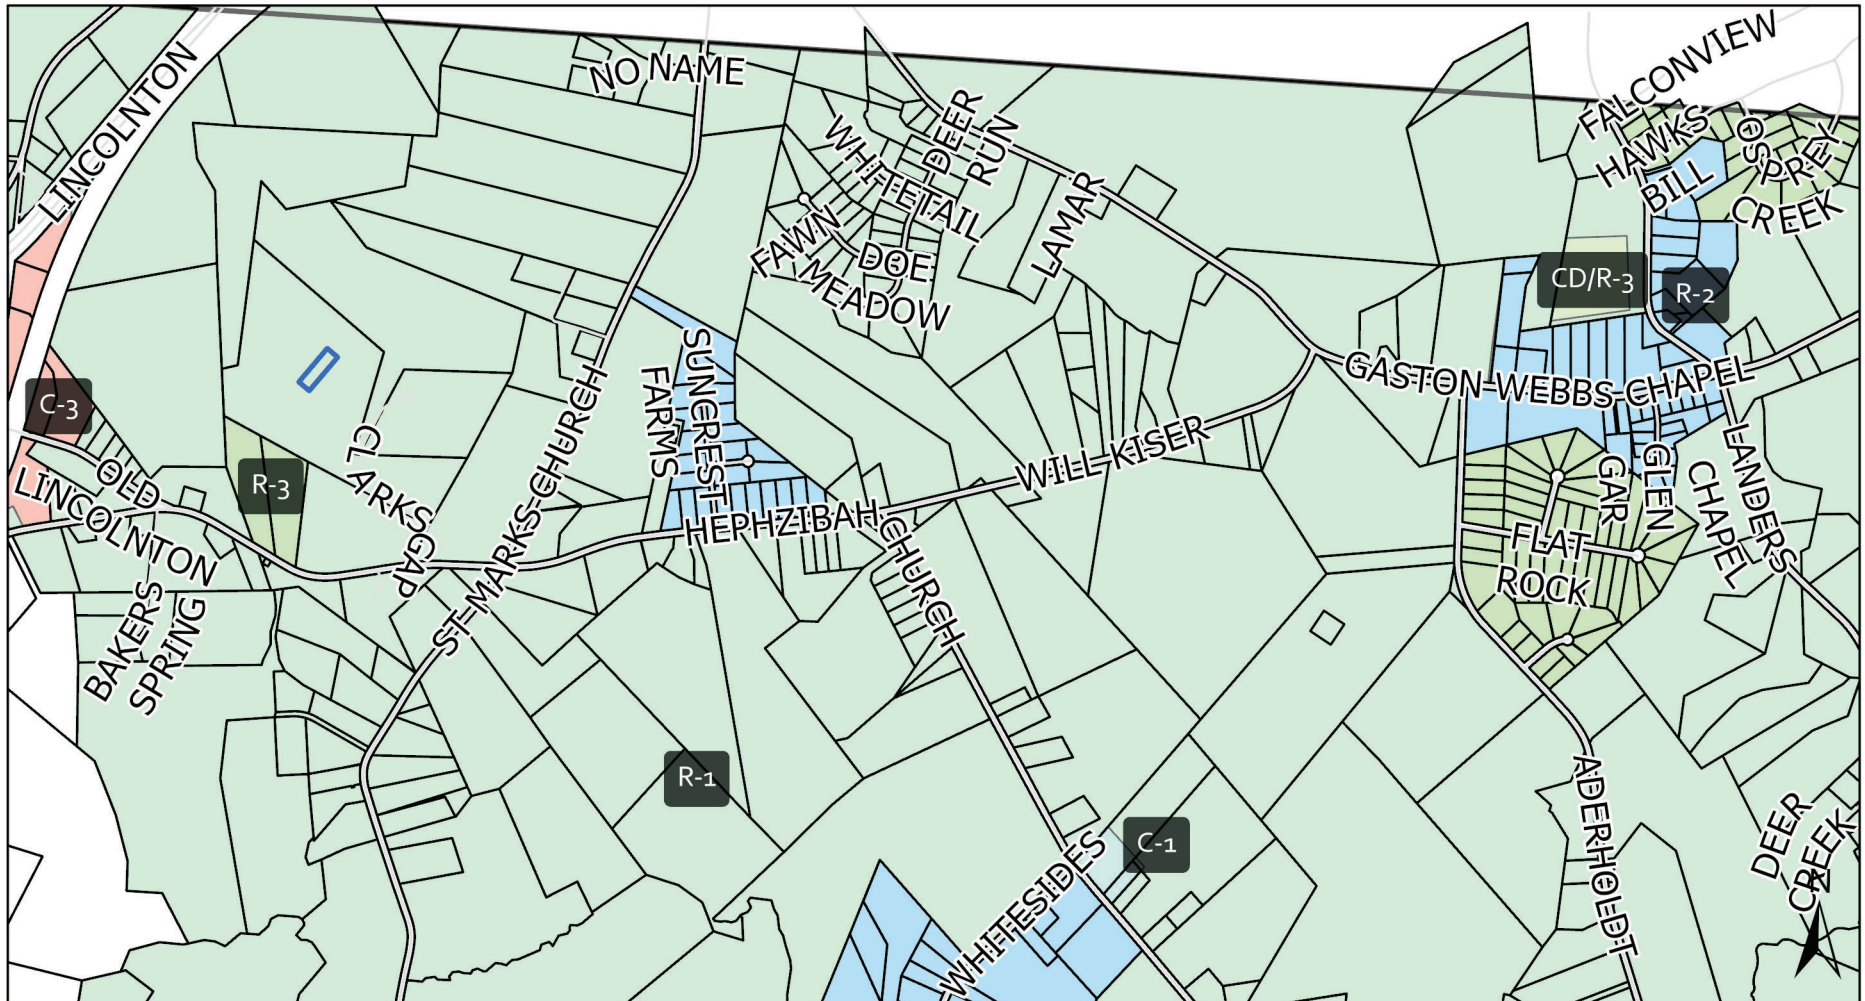 LINCOLNTON
NO NAME
FALCONVIEW
HAWKS
BILL
OSPREY
CREEK
DEER
RUN
WHITETAIL
LAMAR
FAWN
DOE
MEADOW
CD/R-3
R-2
SUNCREST
FARMS
GASTON WEBBS CHAPEL
C-3
ST MARKS CHURCH
WILL KISER
CLARKS GAP
R-3
OLD
LINCOLNTON
HEPHZIBAH
CHURCH
GAR
GLEN
LANDERS
CHAPEL
FLAT
ROCK
BAKERS
SPRING
R-1
ADERHOLDT
C-1
WHITESIDES
DEER
CREEK
N